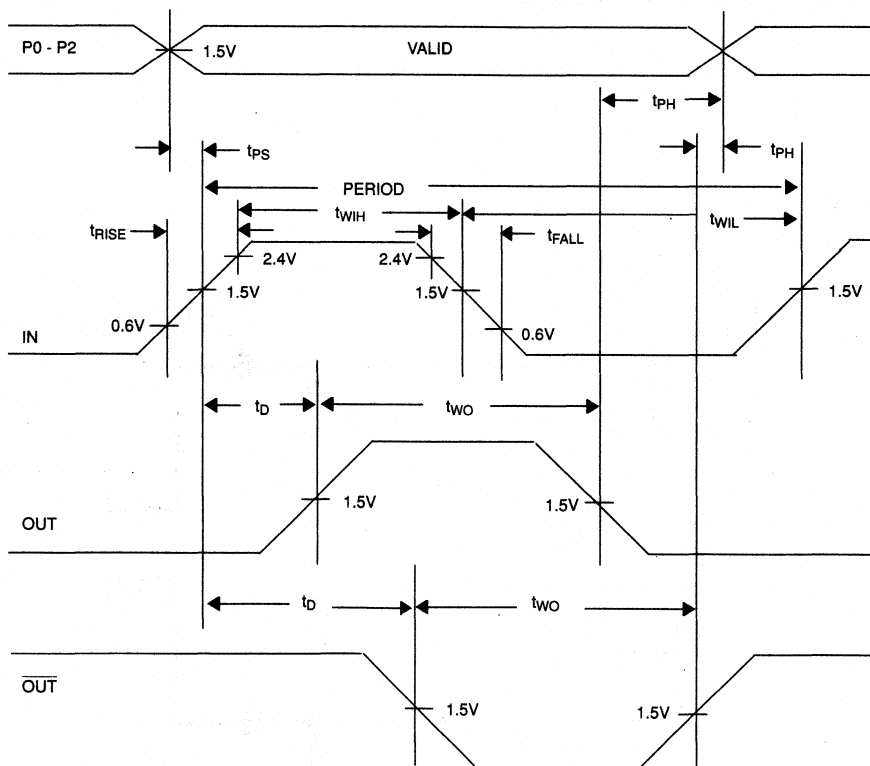 P0 - P2 1.5V VALID
tPH
tPS tPH
PERIOD
tRISE tWIH tFALL tWIL
2.4V 2.4V
1.5V 1.5V 1.5V
0.6V 0.6V
IN
tD tWO
1.5V 1.5V
OUT
tD tWO
OUT
1.5V 1.5V